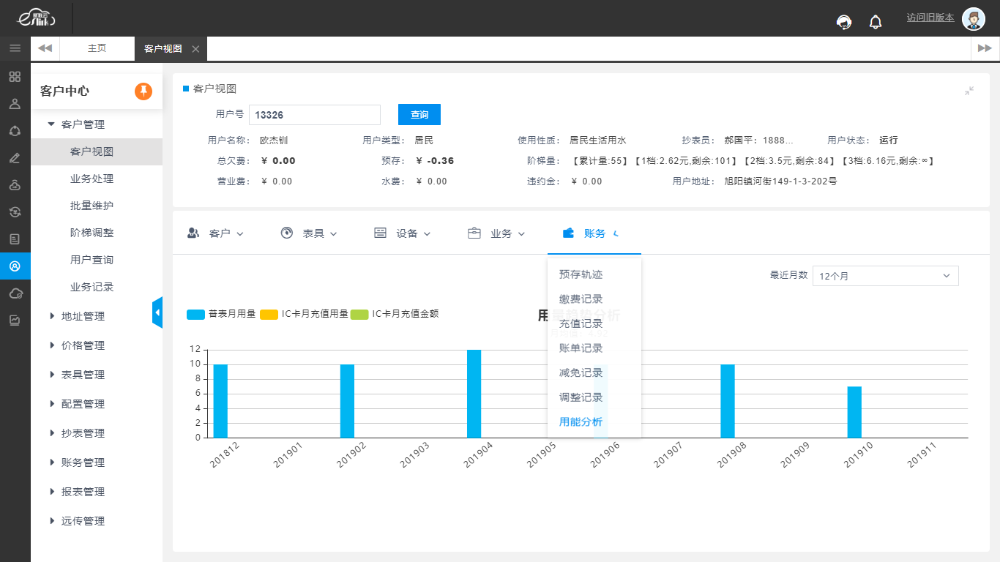 访问旧版本
主页
客户视图
客户中心
客户管理
客户视图
业务处理
批量维护
阶梯调整
用户查询
业务记录
地址管理
价格管理
表具管理
配置管理
抄表管理
账务管理
报表管理
远传管理
客户视图
用户号 13326 查询
用户名称： 欧杰钏 用户类型： 居民 使用性质： 居民生活用水 抄表员： 郝国平：1888... 用户状态： 运行
总欠费： ¥ 0.00 预存： ¥ -0.36 阶梯量： 【累计量:55】【1档:2.62元,剩余:101】【2档:3.5元,剩余:84】【3档:6.16元,剩余:∞】
营业费： ¥ 0.00 水费： ¥ 0.00 违约金： ¥ 0.00 用户地址： 旭阳镇河街149-1-3-202号
客户 表具 设备 业务 账务
预存轨迹
缴费记录
充值记录
账单记录
减免记录
调整记录
用能分析
最近月数 12个月
普表月用量 IC卡月充值用量 IC卡月充值金额
用量趋势分析
12
10
8
6
4
2
0
201812 201901 201902 201903 201904 201905 201906 201907 201908 201909 201910 201911